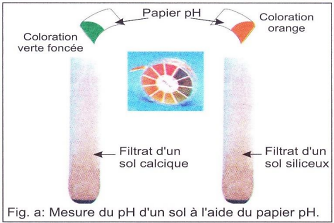 Papier pH
Coloration
verte foncée
Coloration
orange
Filtrat d'un
sol calcique
Filtrat d'un
sol siliceux
Fig. a: Mesure du pH d'un sol à l'aide du papier pH.